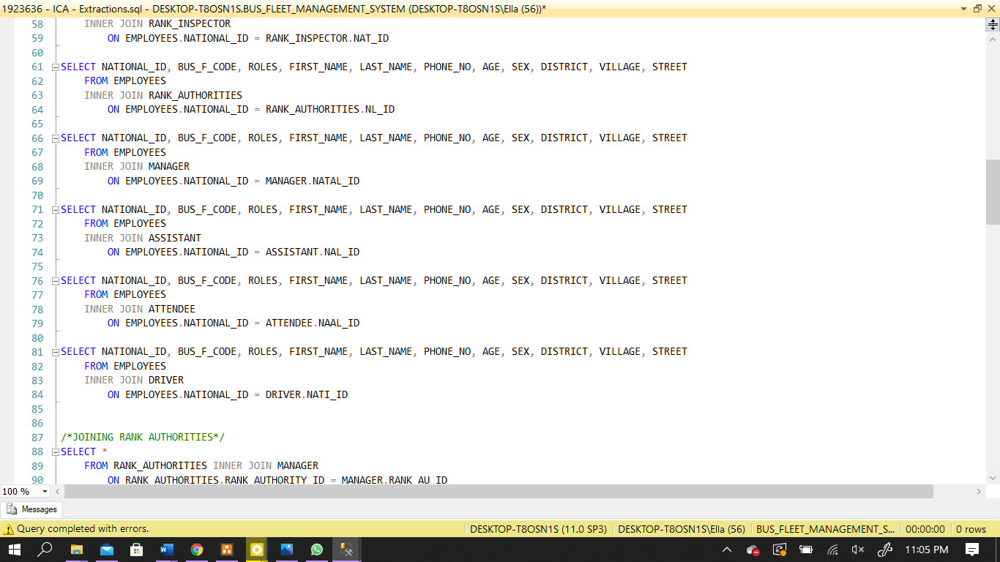 1923636 - ICA - Extractions.sql - DESKTOP-T8OSN1S.BUS_FLEET_MANAGEMENT_SYSTEM (DESKTOP-T8OSN1S\Ella (56))*
58 INNER JOIN RANK_INSPECTOR
59 ON EMPLOYEES.NATIONAL_ID = RANK_INSPECTOR.NAT_ID
60
61 SELECT NATIONAL_ID, BUS_F_CODE, ROLES, FIRST_NAME, LAST_NAME, PHONE_NO, AGE, SEX, DISTRICT, VILLAGE, STREET
62 FROM EMPLOYEES
63 INNER JOIN RANK_AUTHORITIES
64 ON EMPLOYEES.NATIONAL_ID = RANK_AUTHORITIES.NL_ID
65
66 SELECT NATIONAL_ID, BUS_F_CODE, ROLES, FIRST_NAME, LAST_NAME, PHONE_NO, AGE, SEX, DISTRICT, VILLAGE, STREET
67 FROM EMPLOYEES
68 INNER JOIN MANAGER
69 ON EMPLOYEES.NATIONAL_ID = MANAGER.NATAL_ID
70
71 SELECT NATIONAL_ID, BUS_F_CODE, ROLES, FIRST_NAME, LAST_NAME, PHONE_NO, AGE, SEX, DISTRICT, VILLAGE, STREET
72 FROM EMPLOYEES
73 INNER JOIN ASSISTANT
74 ON EMPLOYEES.NATIONAL_ID = ASSISTANT.NAL_ID
75
76 SELECT NATIONAL_ID, BUS_F_CODE, ROLES, FIRST_NAME, LAST_NAME, PHONE_NO, AGE, SEX, DISTRICT, VILLAGE, STREET
77 FROM EMPLOYEES
78 INNER JOIN ATTENDEE
79 ON EMPLOYEES.NATIONAL_ID = ATTENDEE.NAAL_ID
80
81 SELECT NATIONAL_ID, BUS_F_CODE, ROLES, FIRST_NAME, LAST_NAME, PHONE_NO, AGE, SEX, DISTRICT, VILLAGE, STREET
82 FROM EMPLOYEES
83 INNER JOIN DRIVER
84 ON EMPLOYEES.NATIONAL_ID = DRIVER.NATI_ID
85
86
87 /*JOINING RANK AUTHORITIES*/
88 SELECT *
89 FROM RANK_AUTHORITIES INNER JOIN MANAGER
90 ON RANK_AUTHORITIES.RANK_AUTHORITY_ID = MANAGER.RANK_AU_ID
100 %
Messages
Query completed with errors. DESKTOP-T8OSN1S (11.0 SP3) DESKTOP-T8OSN1S\Ella (56) BUS_FLEET_MANAGEMENT_S... 00:00:00 0 rows
11:05 PM